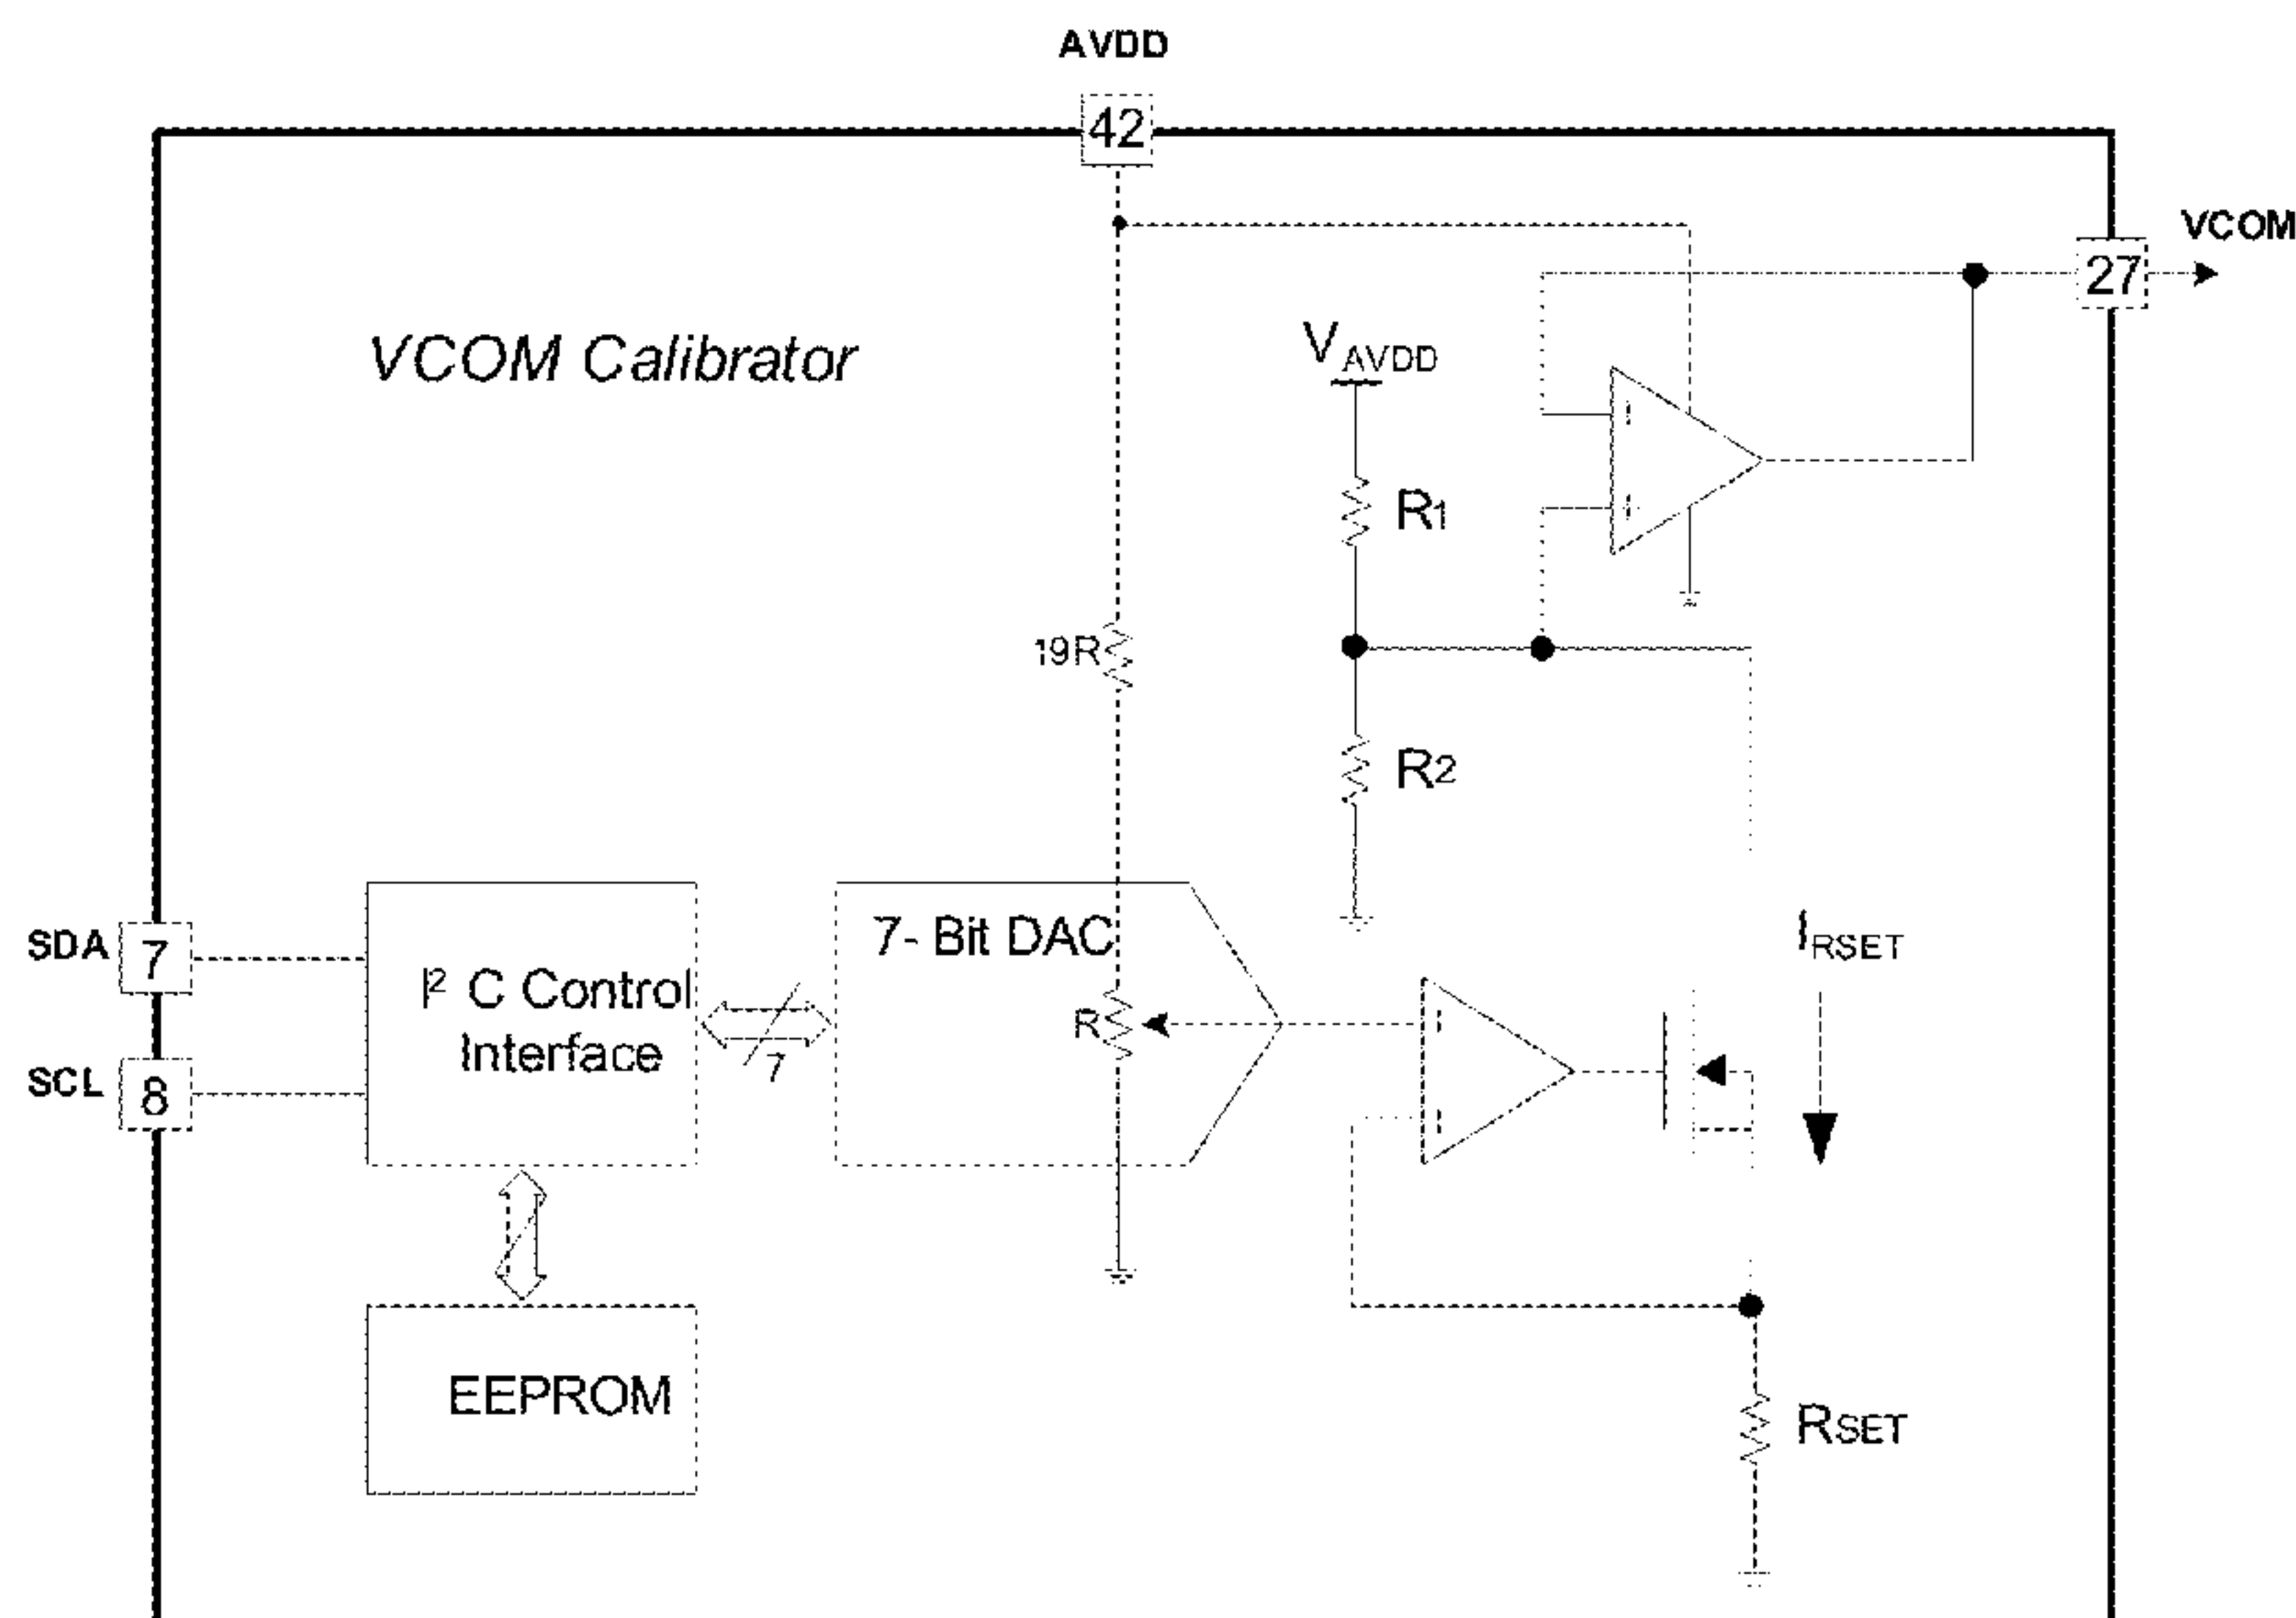 AVDD
42
VCOM
27
VCOM Calibrator
VAVDD
R1
19R
R2
SDA
7
7- Bit DAC
IRSET
I² C Control
Interface
R
7
SCL
8
EEPROM
RSET